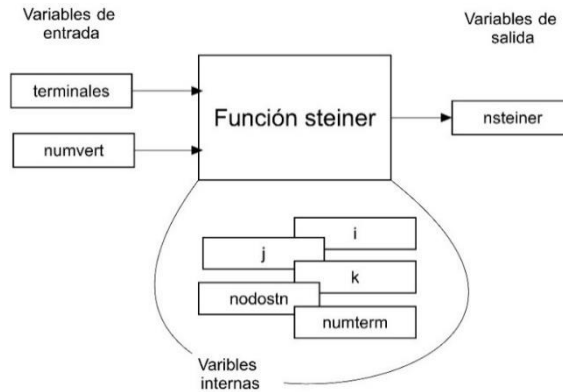 Variables de
entrada
Variables de
salida
terminales
Función steiner
nsteiner
numvert
i
j
k
nodostn
numterm
Varibles
internas